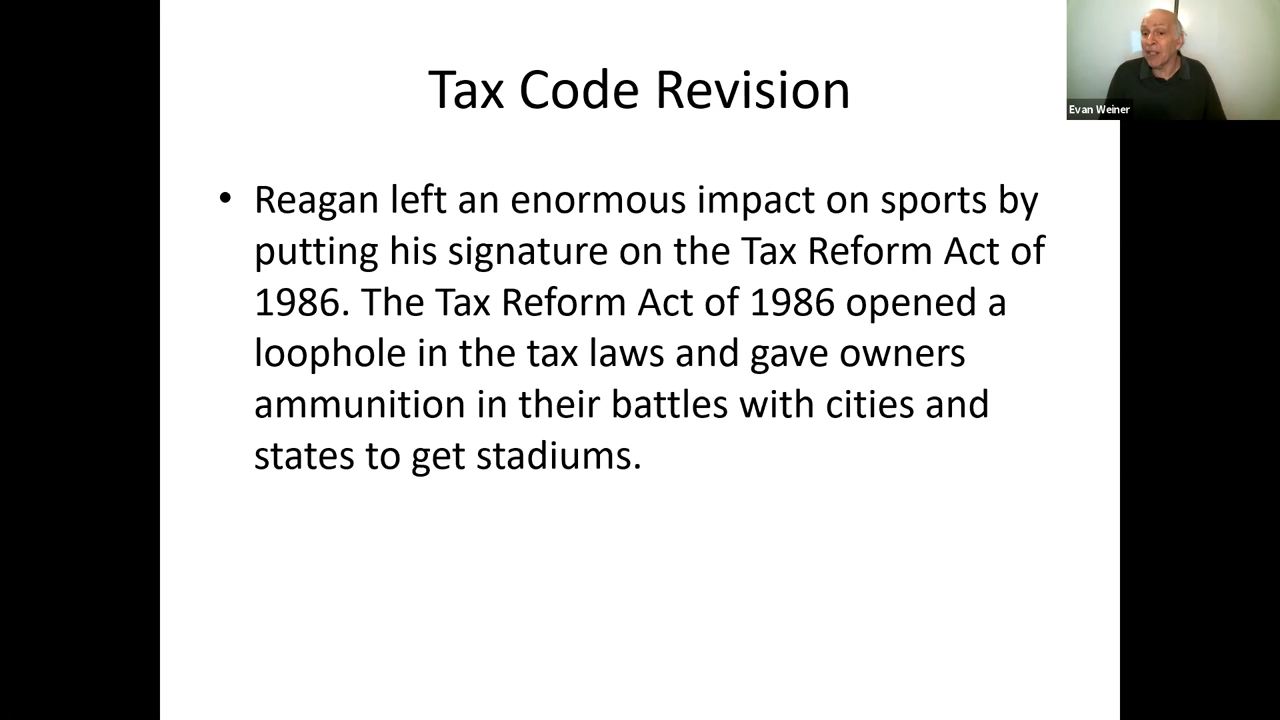 Tax Code Revision
Evan Weiner
• Reagan left an enormous impact on sports by
putting his signature on the Tax Reform Act of
1986. The Tax Reform Act of 1986 opened a
loophole in the tax laws and gave owners
ammunition in their battles with cities and
states to get stadiums.